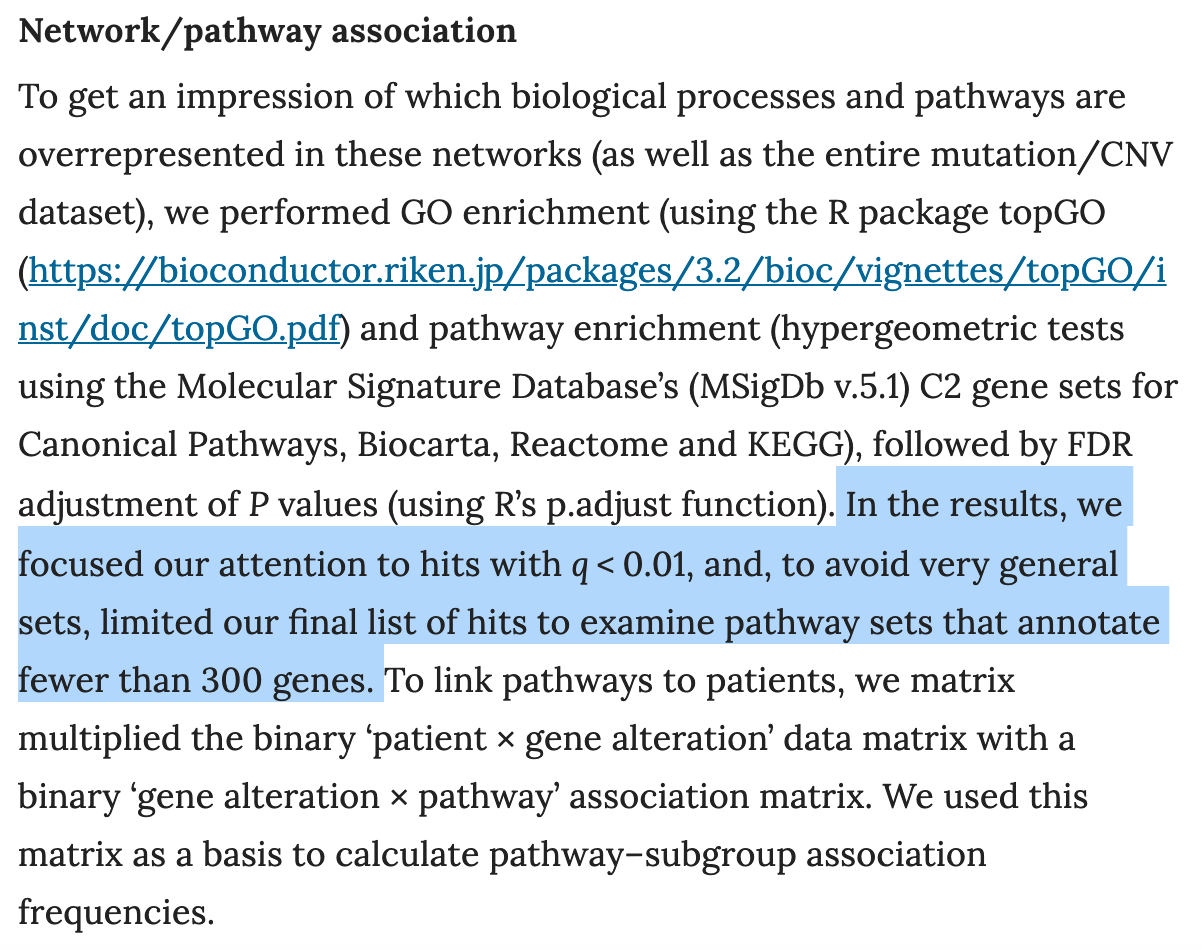 Network/pathway association
To get an impression of which biological processes and pathways are
overrepresented in these networks (as well as the entire mutation/CNV
dataset), we performed GO enrichment (using the R package topGO
(https://bioconductor.riken.jp/packages/3.2/bioc/vignettes/topGO/i
nst/doc/topGO.pdf) and pathway enrichment (hypergeometric tests
using the Molecular Signature Database’s (MSigDb v.5.1) C2 gene sets for
Canonical Pathways, Biocarta, Reactome and KEGG), followed by FDR
adjustment of P values (using R’s p.adjust function). In the results, we
focused our attention to hits with q < 0.01, and, to avoid very general
sets, limited our final list of hits to examine pathway sets that annotate
fewer than 300 genes. To link pathways to patients, we matrix
multiplied the binary ‘patient × gene alteration’ data matrix with a
binary ‘gene alteration × pathway’ association matrix. We used this
matrix as a basis to calculate pathway–subgroup association
frequencies.